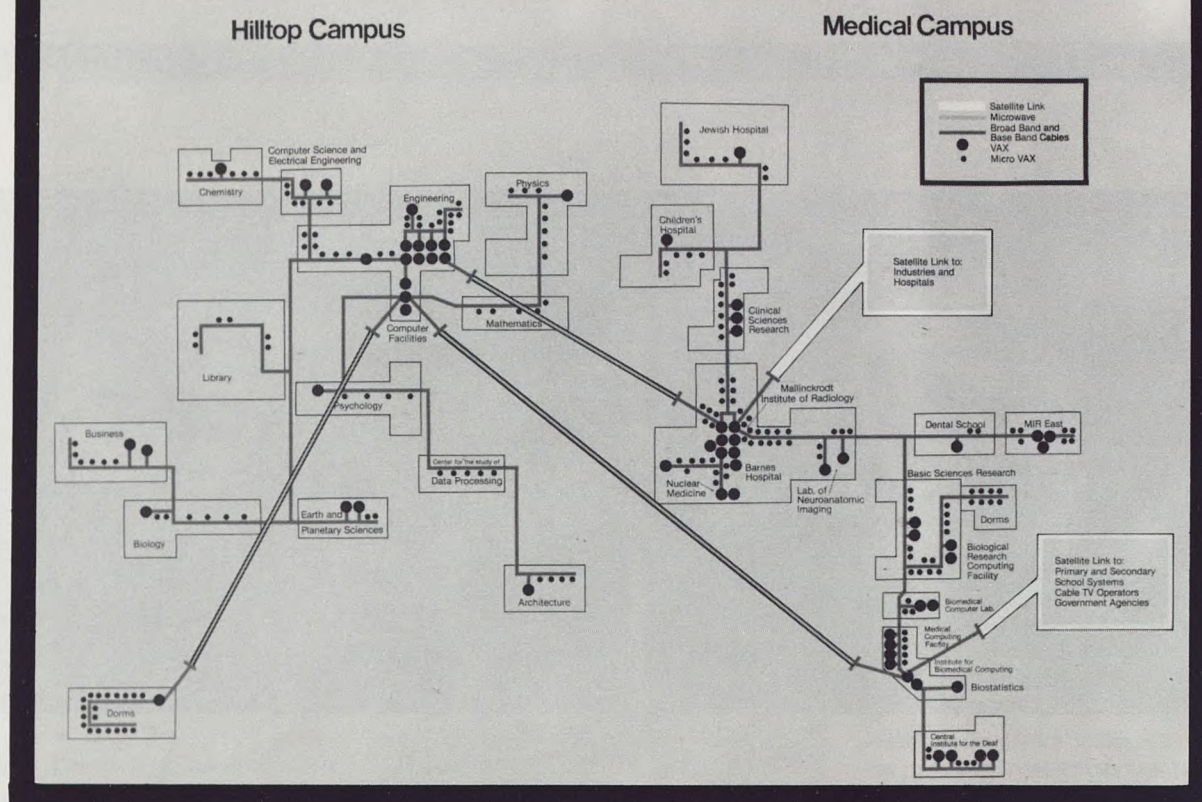 Hilltop Campus
Medical Campus
Satellite Link
Microwave
Broad Band and
Base Band Cables
VAX
Micro VAX
Jewish Hospital
Computer Science and
Electrical Engineering
Chemistry
Engineering
Physics
Children's
Hospital
Satellite Link to:
Industries and
Hospitals
Clinical
Sciences
Research
Mathematics
Computer
Facilities
Library
Psychology
Mallinckrodt
Institute of Radiology
Business
Dental School
MIR East
Center for the study of
Data Processing
Barnes
Hospital
Nuclear
Medicine
Lab. of
Neuroanatomic
Imaging
Basic Sciences Research
Dorms
Earth and
Planetary Sciences
Biology
Biological
Research
Computing
Facility
Satellite Link to:
Primary and Secondary
School Systems
Cable TV Operators
Government Agencies
Architecture
Biomedical
Computer Lab.
Medical
Computing
Facility
Institute for
Biomedical Computing
Biostatistics
Dorms
Central
Institute for the Deaf